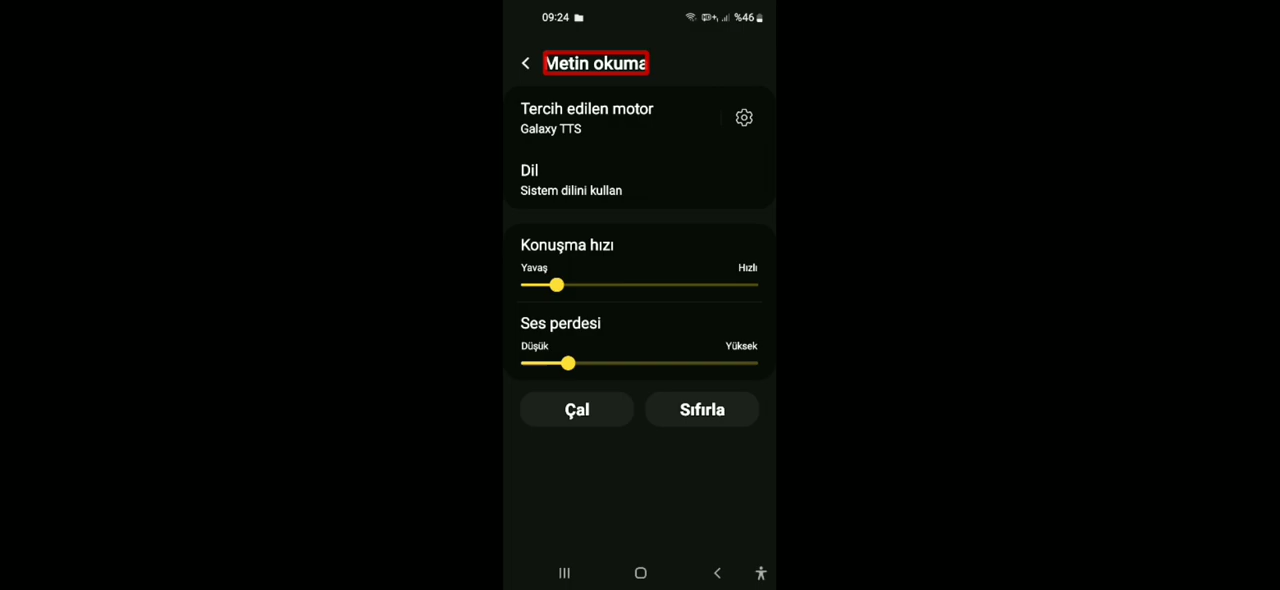 09:24 %46
Metin okuma
Tercih edilen motor
Galaxy TTS
Dil
Sistem dilini kullan
Konuşma hızı
Yavaş Hızlı
Ses perdesi
Düşük Yüksek
Çal Sıfırla